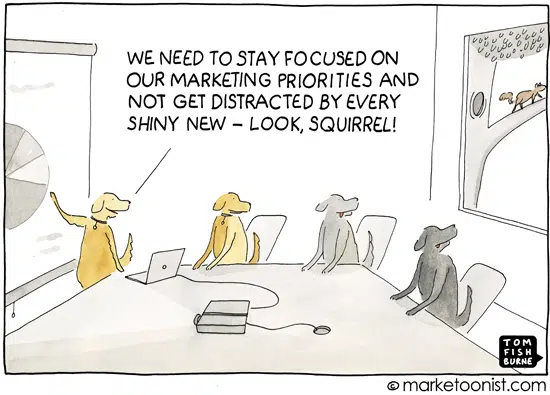 WE NEED TO STAY FOCUSED ON
OUR MARKETING PRIORITIES AND
NOT GET DISTRACTED BY EVERY
SHINY NEW – LOOK, SQUIRREL!
TOM
FISH
BURNE
© marketoonist.com